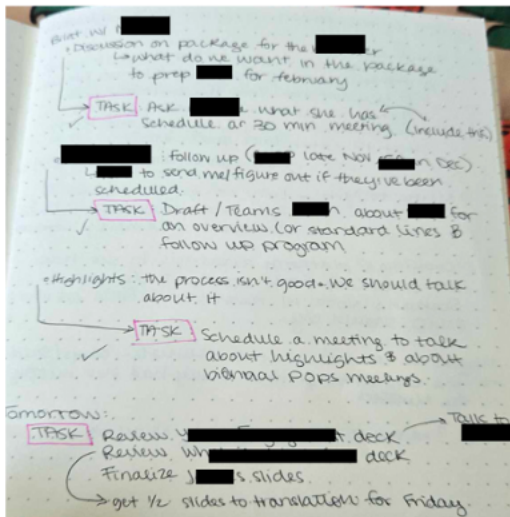 w/
• Discussion on package for the
↳ what do we want in the package
to prep for february
TASK Ask what she has
schedule a 30 min meeting (include this)
: follow up ( late Nov Dec)
↳ to send me/figure out if they've been
scheduled.
TASK Draft / Teams about for
an overview (or standard lines &
follow up program
• Highlights: the process isn't good. We should talk
about it
TASK Schedule a meeting to talk
about highlights & about
POPS meetings.
Tomorrow:
TASK Review deck
Talk to
Review deck
Finalize slides
→ get 1/2 slides to translation for Friday